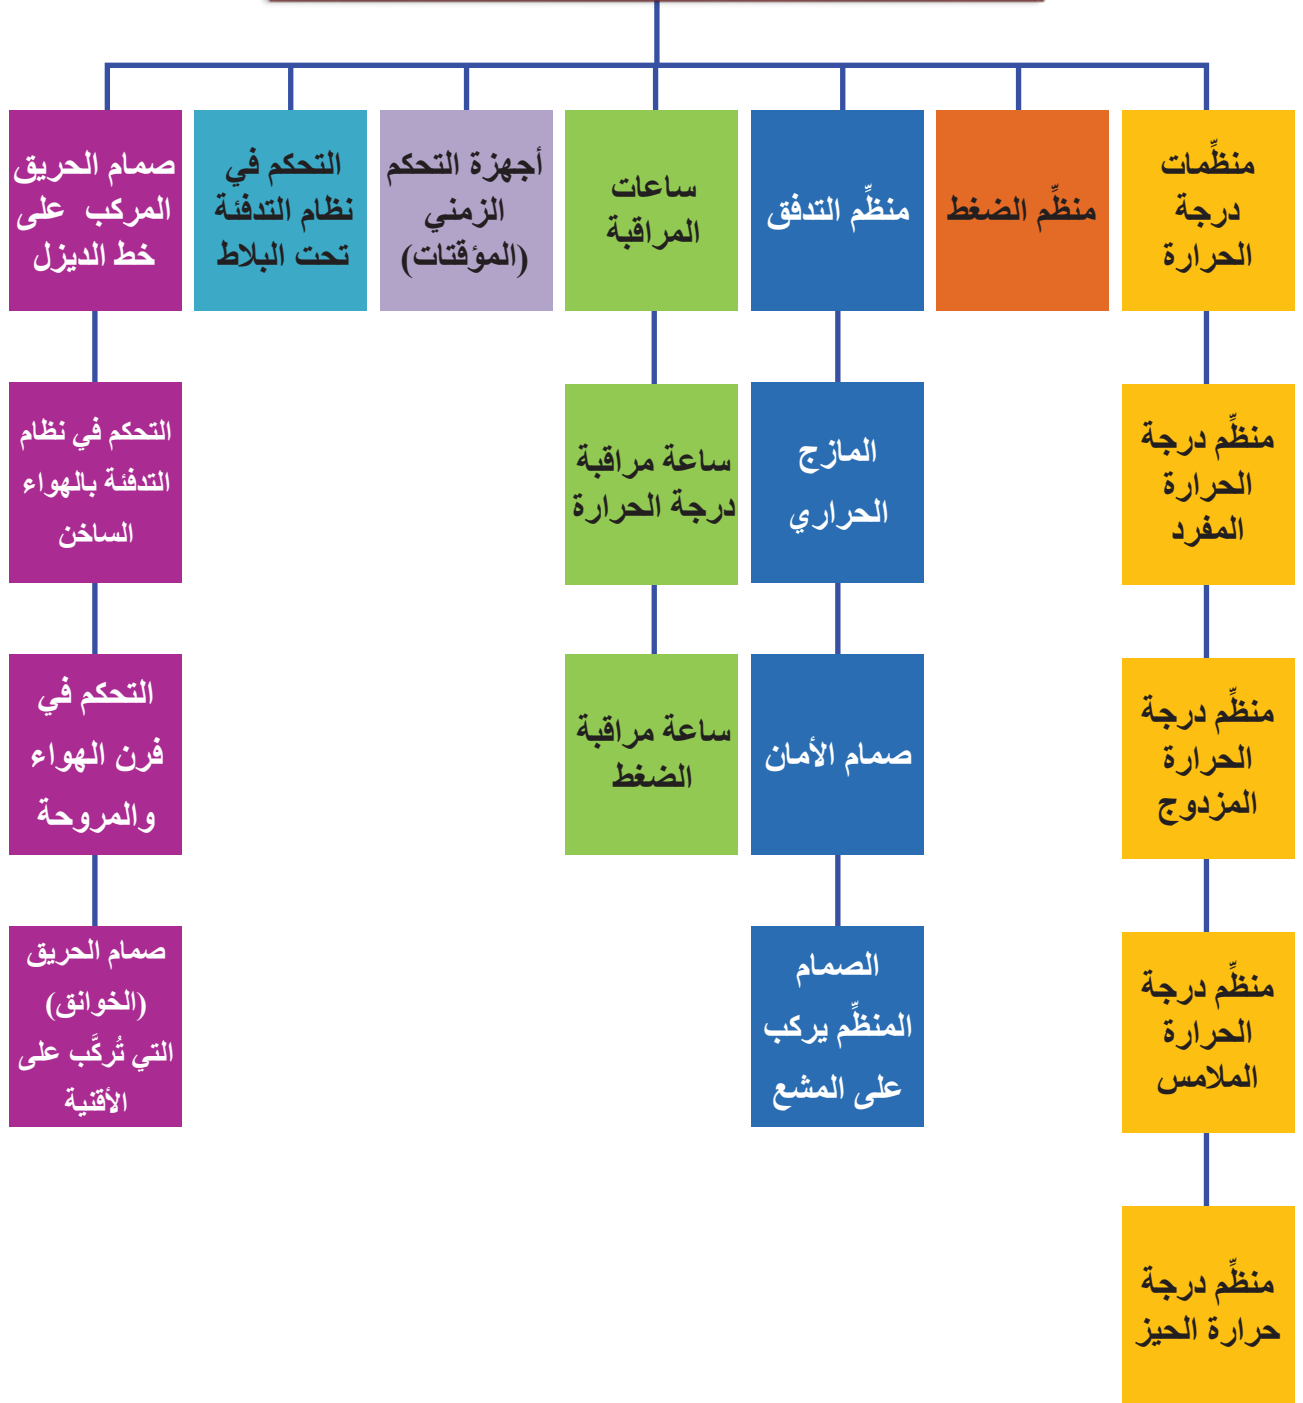 منظِّمات
درجة
الحرارة
منظِّم الضغط
منظِّم التدفق
ساعات
المراقبة
أجهزة التحكم
الزمني
(المؤقتات)
التحكم في
نظام التدفئة
تحت البلاط
صمام الحريق
المركب على
خط الديزل
منظِّم درجة
الحرارة
المفرد
المازج
الحراري
ساعة مراقبة
درجة الحرارة
التحكم في نظام
التدفئة بالهواء
الساخن
منظِّم درجة
الحرارة
المزدوج
صمام الأمان
ساعة مراقبة
الضغط
التحكم في
فرن الهواء
والمروحة
منظِّم درجة
الحرارة
الملامس
الصمام
المنظِّم يركب
على المشع
صمام الحريق
(الخوانق)
التي تُركَّب على
الأقنية
منظِّم درجة
حرارة الحيز